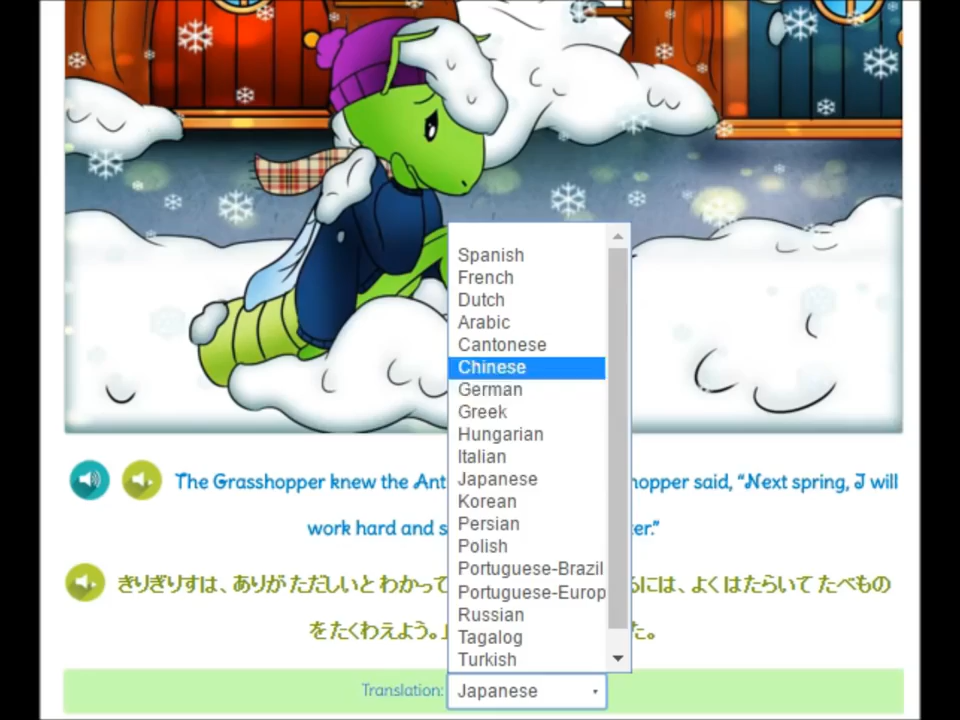 Spanish
French
Dutch
Arabic
Cantonese
Chinese
German
Greek
Hungarian
Italian
Japanese
Korean
Persian
Polish
Portuguese-Brazil
Portuguese-Europ
Russian
Tagalog
Turkish
The Grasshopper knew the Ant hopper said, “Next spring, I will
work hard and s er.”
きりぎりすは、ありが ただしいと わかって るには、よく はたらいて たべもの
を たくわえよう。 た。
Translation: Japanese